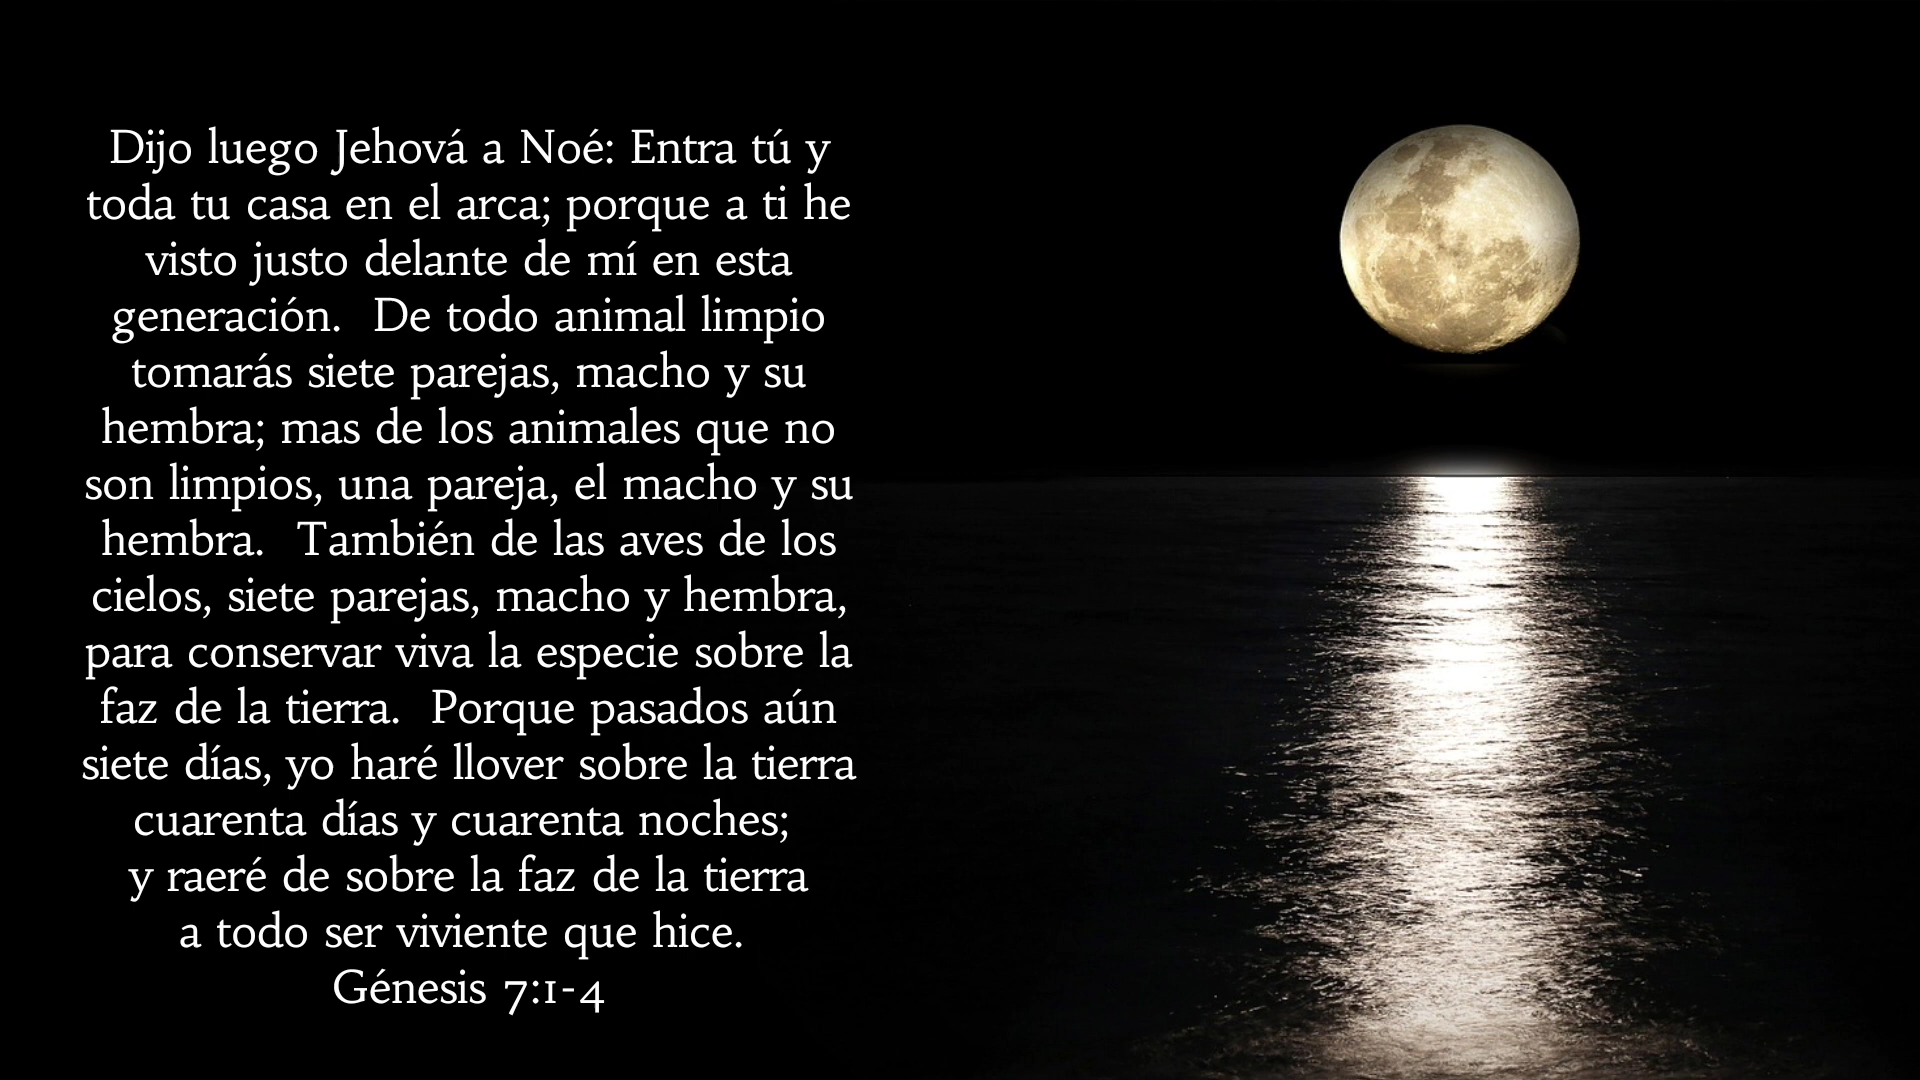 Dijo luego Jehová a Noé: Entra tú y
toda tu casa en el arca; porque a ti he
visto justo delante de mí en esta
generación.  De todo animal limpio
tomarás siete parejas, macho y su
hembra; mas de los animales que no
son limpios, una pareja, el macho y su
hembra.  También de las aves de los
cielos, siete parejas, macho y hembra,
para conservar viva la especie sobre la
faz de la tierra.  Porque pasados aún
siete días, yo haré llover sobre la tierra
cuarenta días y cuarenta noches;
y raeré de sobre la faz de la tierra
a todo ser viviente que hice.
Génesis 7:1-4